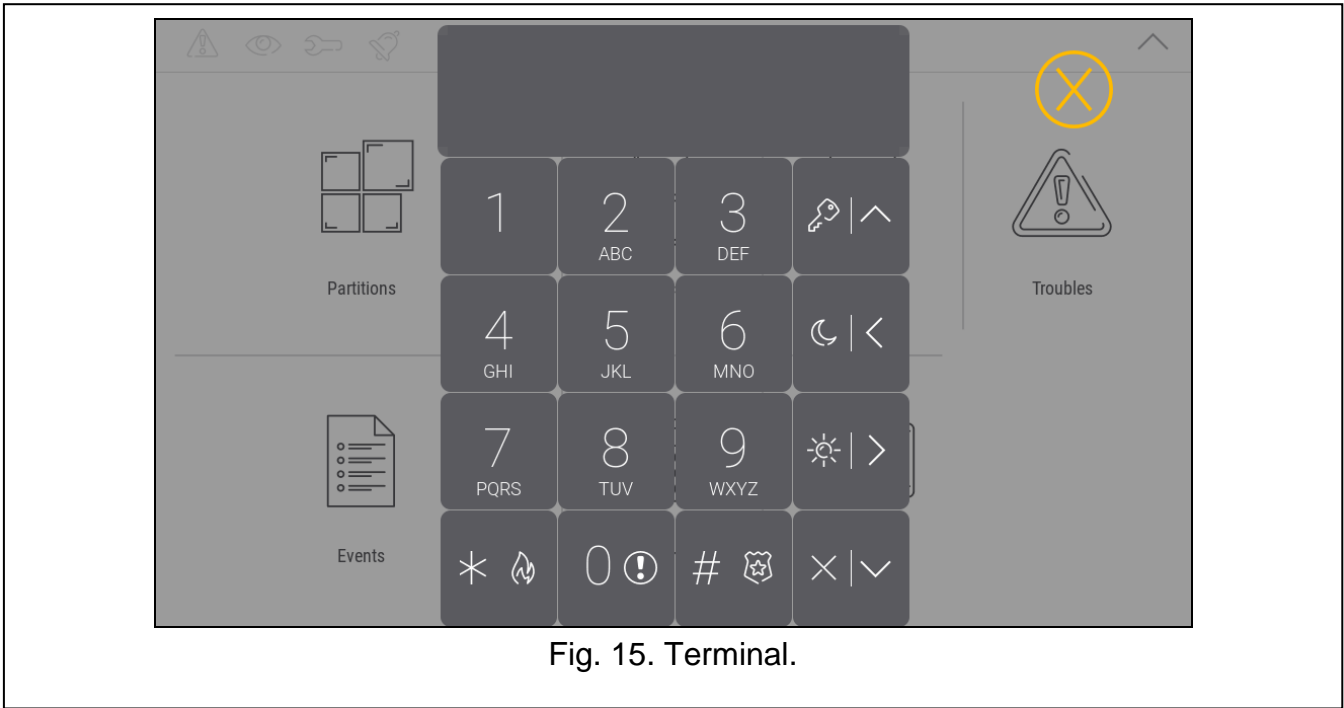 1 2 3
ABC DEF
Partitions Troubles
4 5 6
GHI JKL MNO
7 8 9
PQRS TUV WXYZ
Events
* 0 #
Fig. 15. Terminal.